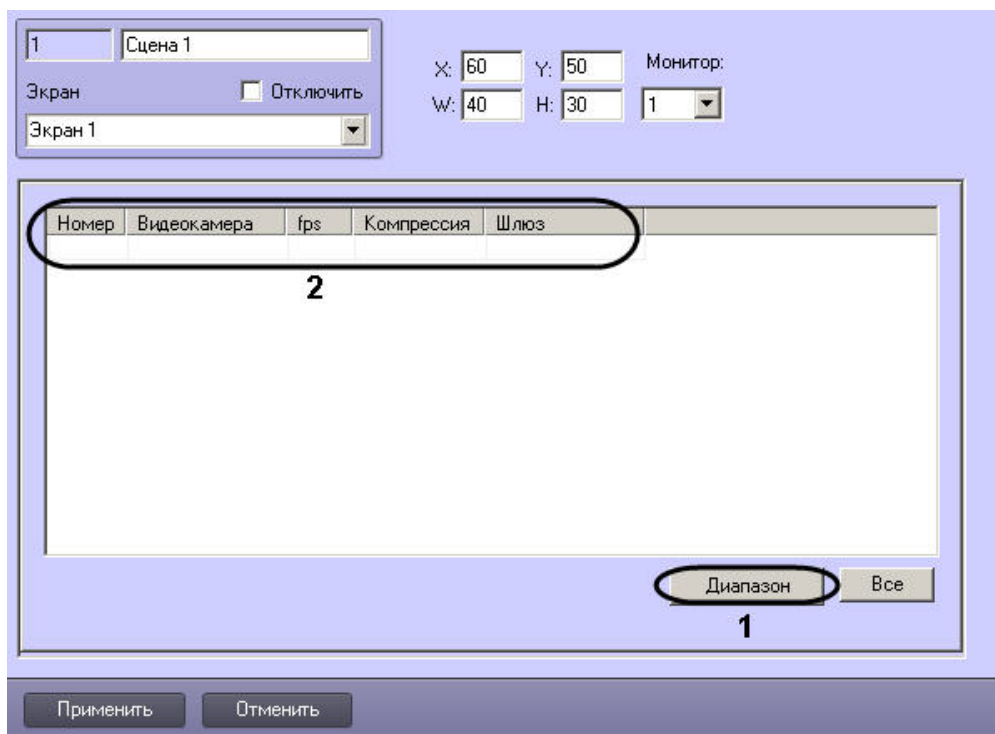 1 Сцена 1
Экран Отключить
Экран 1
X: 60 Y: 50 Монитор:
W: 40 H: 30 1
Номер Видеокамера fps Компрессия Шлюз
2
Диапазон Все
1
Применить Отменить